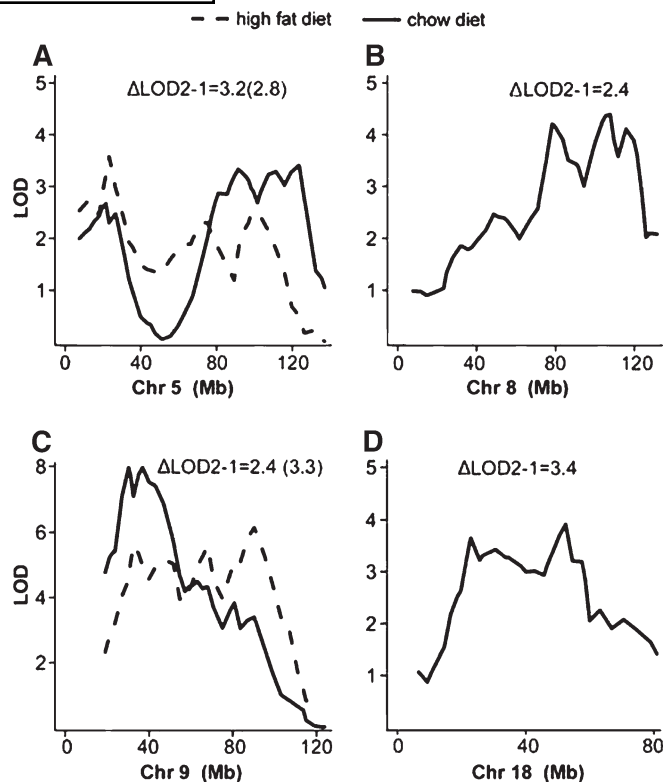 high fat diet chow diet
A
B
ΔLOD2-1=3.2(2.8)
ΔLOD2-1=2.4
5
4
3
2
1
LOD
5
4
3
2
1
0 40 80 120
0 40 80 120
Chr 5 (Mb)
Chr 8 (Mb)
C
D
ΔLOD2-1=2.4 (3.3)
ΔLOD2-1=3.4
8
6
4
2
LOD
5
4
3
2
1
0 40 80 120
0 40 80
Chr 9 (Mb)
Chr 18 (Mb)